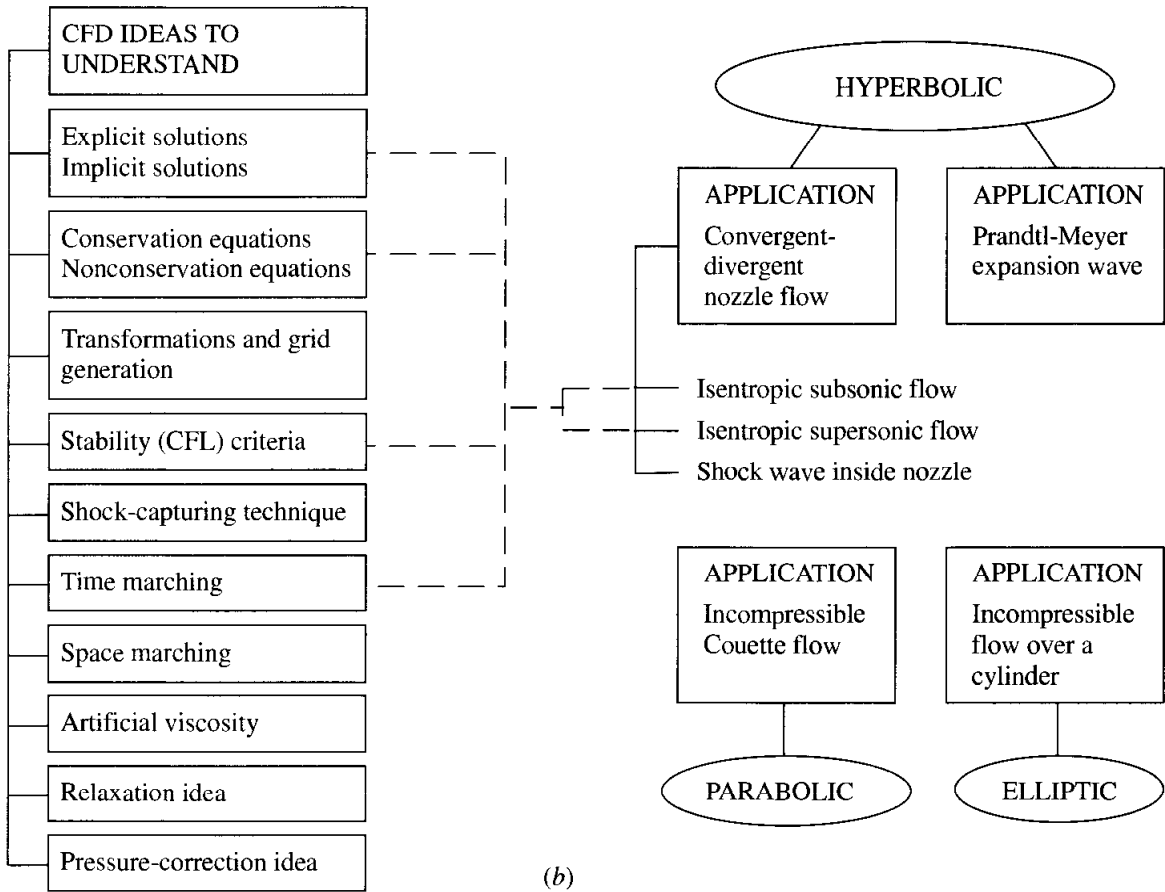 CFD IDEAS TO
UNDERSTAND
Explicit solutions
Implicit solutions
Conservation equations
Nonconservation equations
Transformations and grid
generation
Stability (CFL) criteria
Shock-capturing technique
Time marching
Space marching
Artificial viscosity
Relaxation idea
Pressure-correction idea
HYPERBOLIC
APPLICATION
Convergent-
divergent
nozzle flow
APPLICATION
Prandtl-Meyer
expansion wave
Isentropic subsonic flow
Isentropic supersonic flow
Shock wave inside nozzle
APPLICATION
Incompressible
Couette flow
APPLICATION
Incompressible
flow over a
cylinder
PARABOLIC
ELLIPTIC
(b)